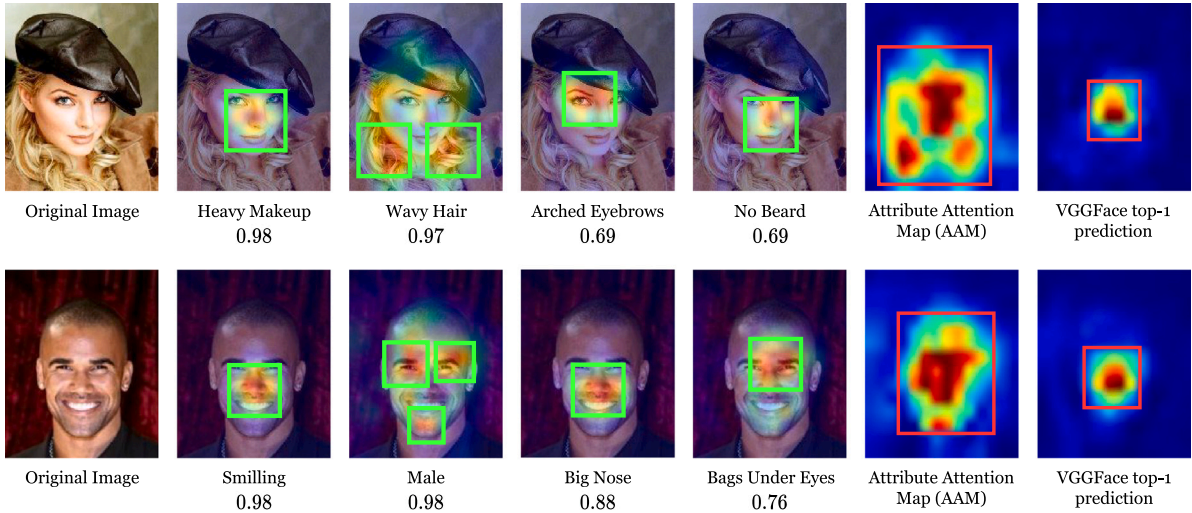 Original Image
Heavy Makeup
0.98
Wavy Hair
0.97
Arched Eyebrows
0.69
No Beard
0.69
Attribute Attention
Map (AAM)
VGGFace top-1
prediction
Original Image
Smilling
0.98
Male
0.98
Big Nose
0.88
Bags Under Eyes
0.76
Attribute Attention
Map (AAM)
VGGFace top-1
prediction